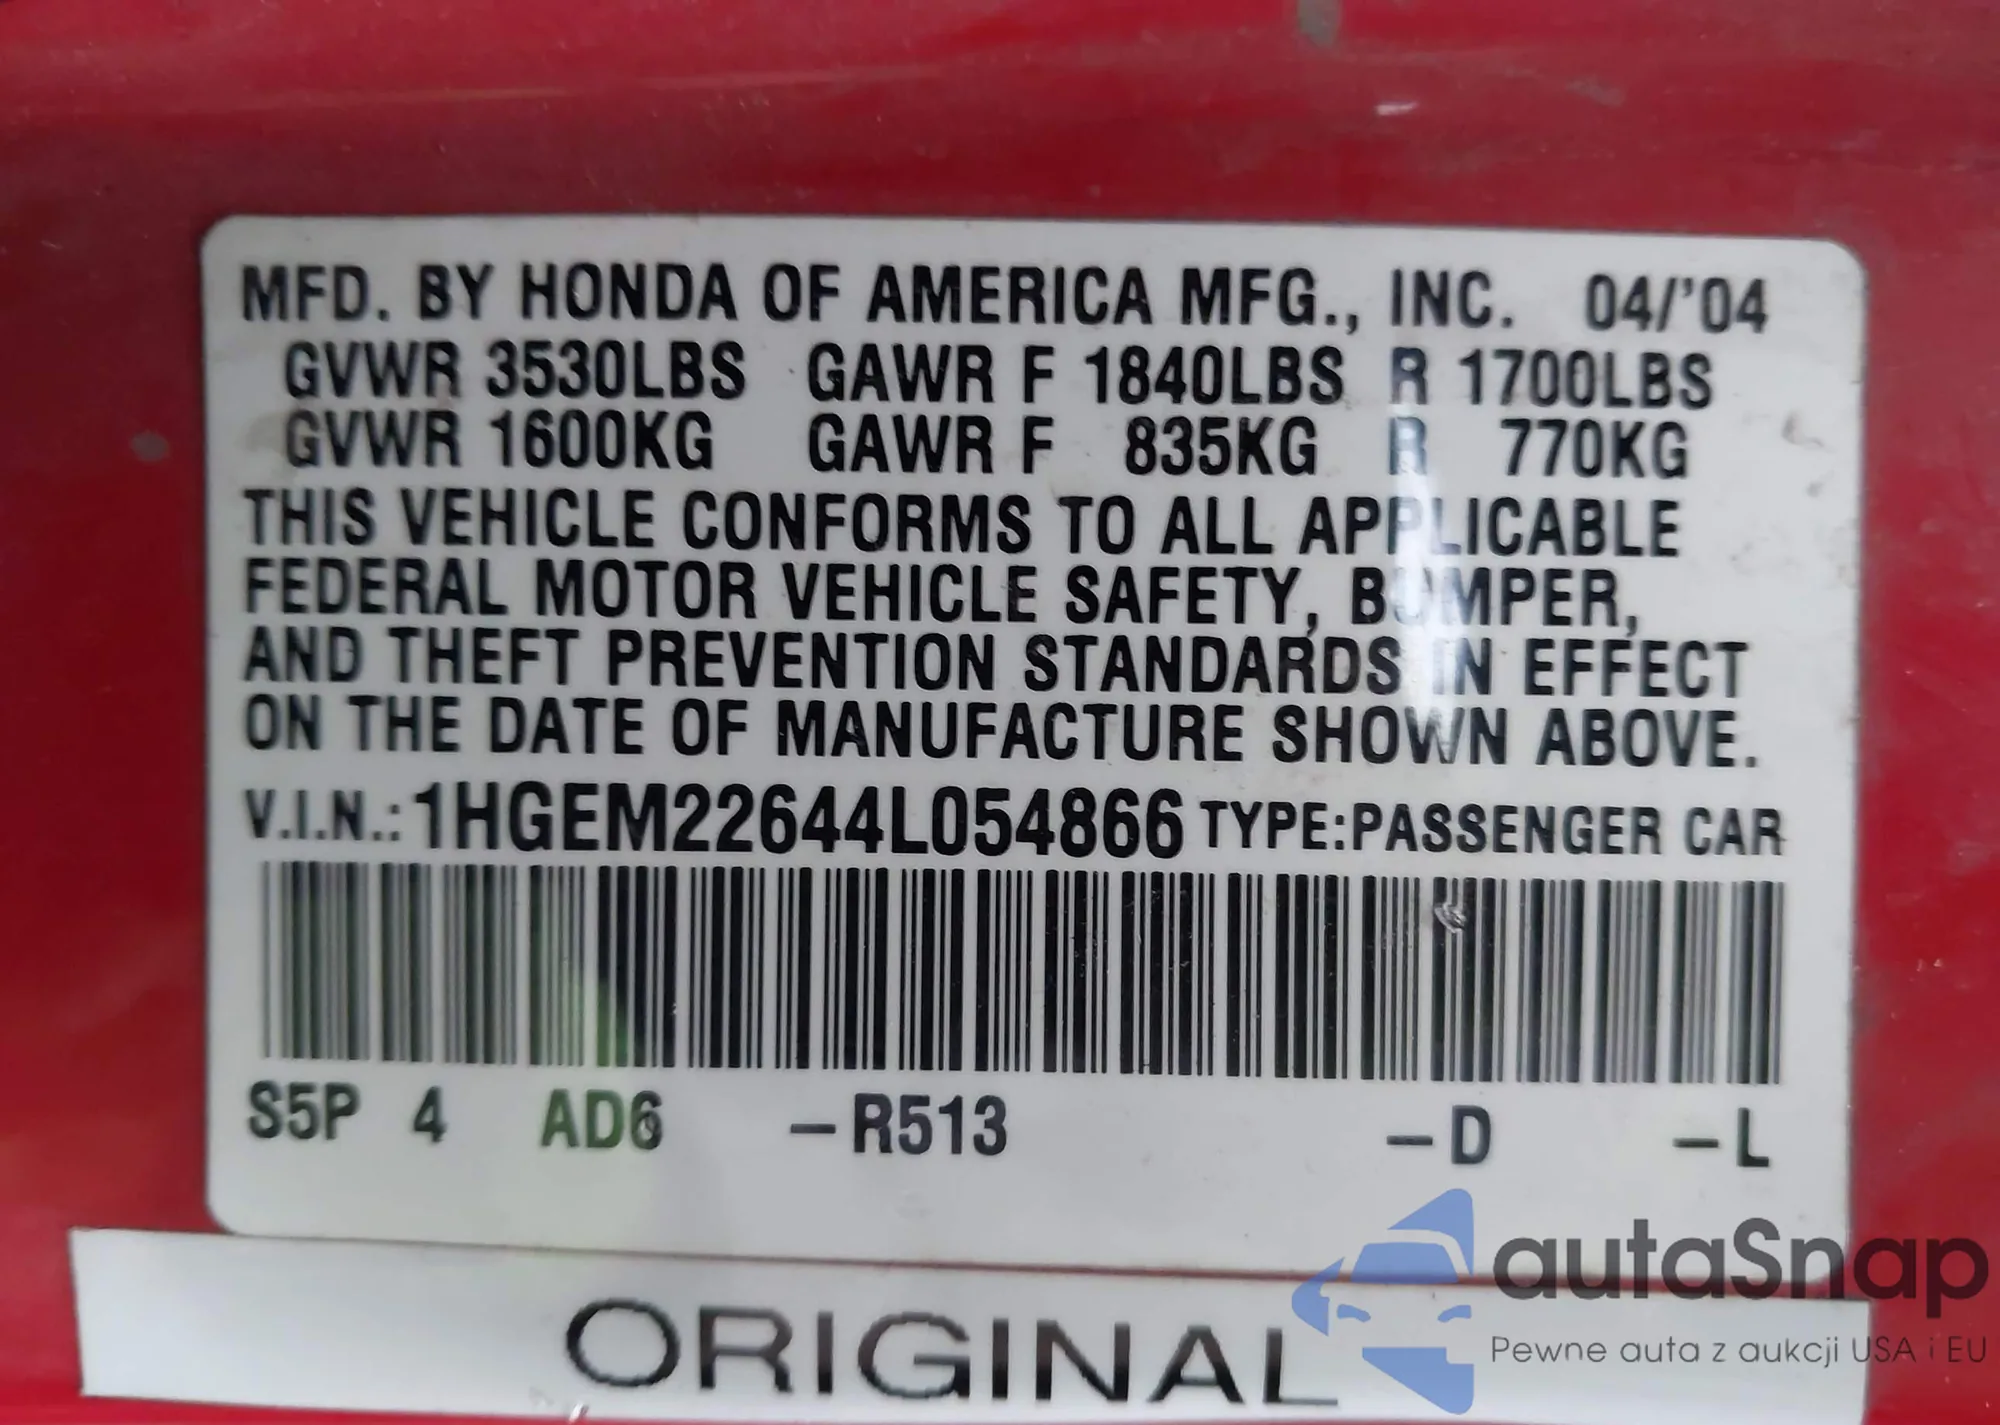 MFD. BY HONDA OF AMERICA MFG., INC. 04/'04
GVWR 3530LBS GAWR F 1840LBS R 1700LBS
GVWR 1600KG GAWR F 835KG R 770KG
THIS VEHICLE CONFORMS TO ALL APPLICABLE
FEDERAL MOTOR VEHICLE SAFETY, BUMPER,
AND THEFT PREVENTION STANDARDS IN EFFECT
ON THE DATE OF MANUFACTURE SHOWN ABOVE.
V.I.N.: 1HGEM22644L054866 TYPE:PASSENGER CAR
S5P 4 AD6 –R513 –D –L
ORIGINAL
autaSnap
Pewne auta z aukcji USA i EU